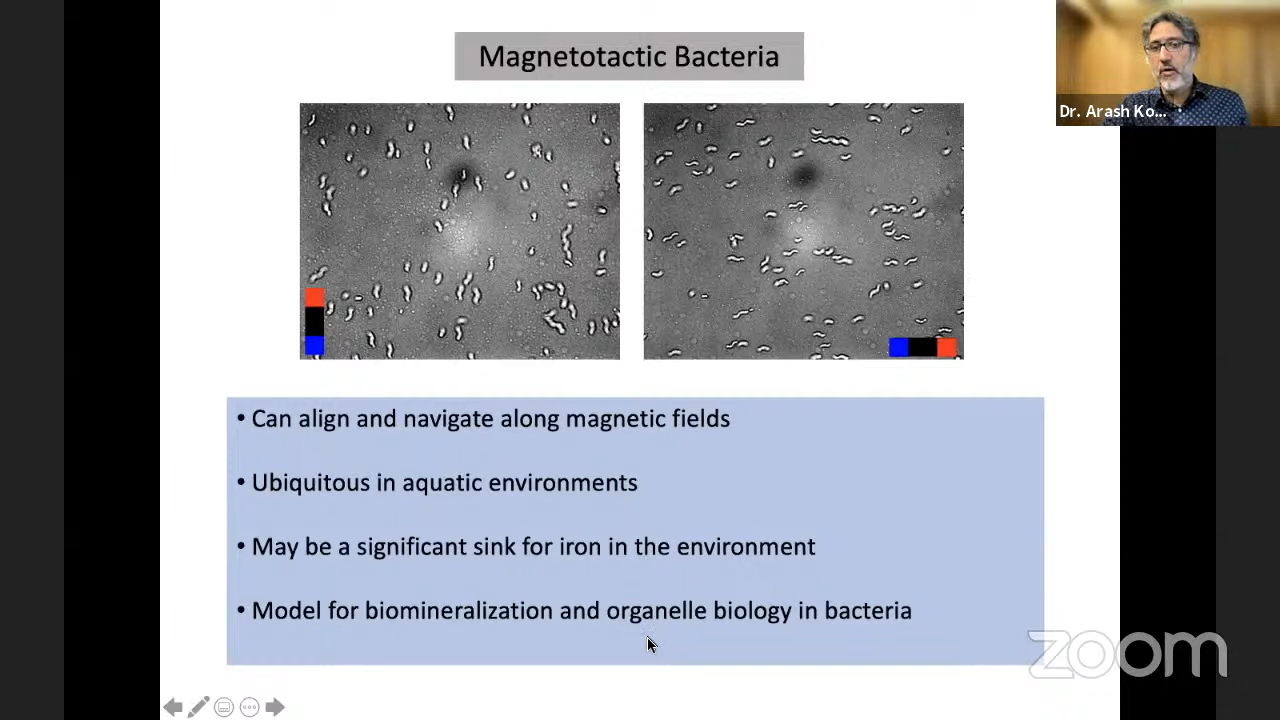 Magnetotactic Bacteria
Dr. Arash Ko...
• Can align and navigate along magnetic fields
• Ubiquitous in aquatic environments
• May be a significant sink for iron in the environment
• Model for biomineralization and organelle biology in bacteria
zoom